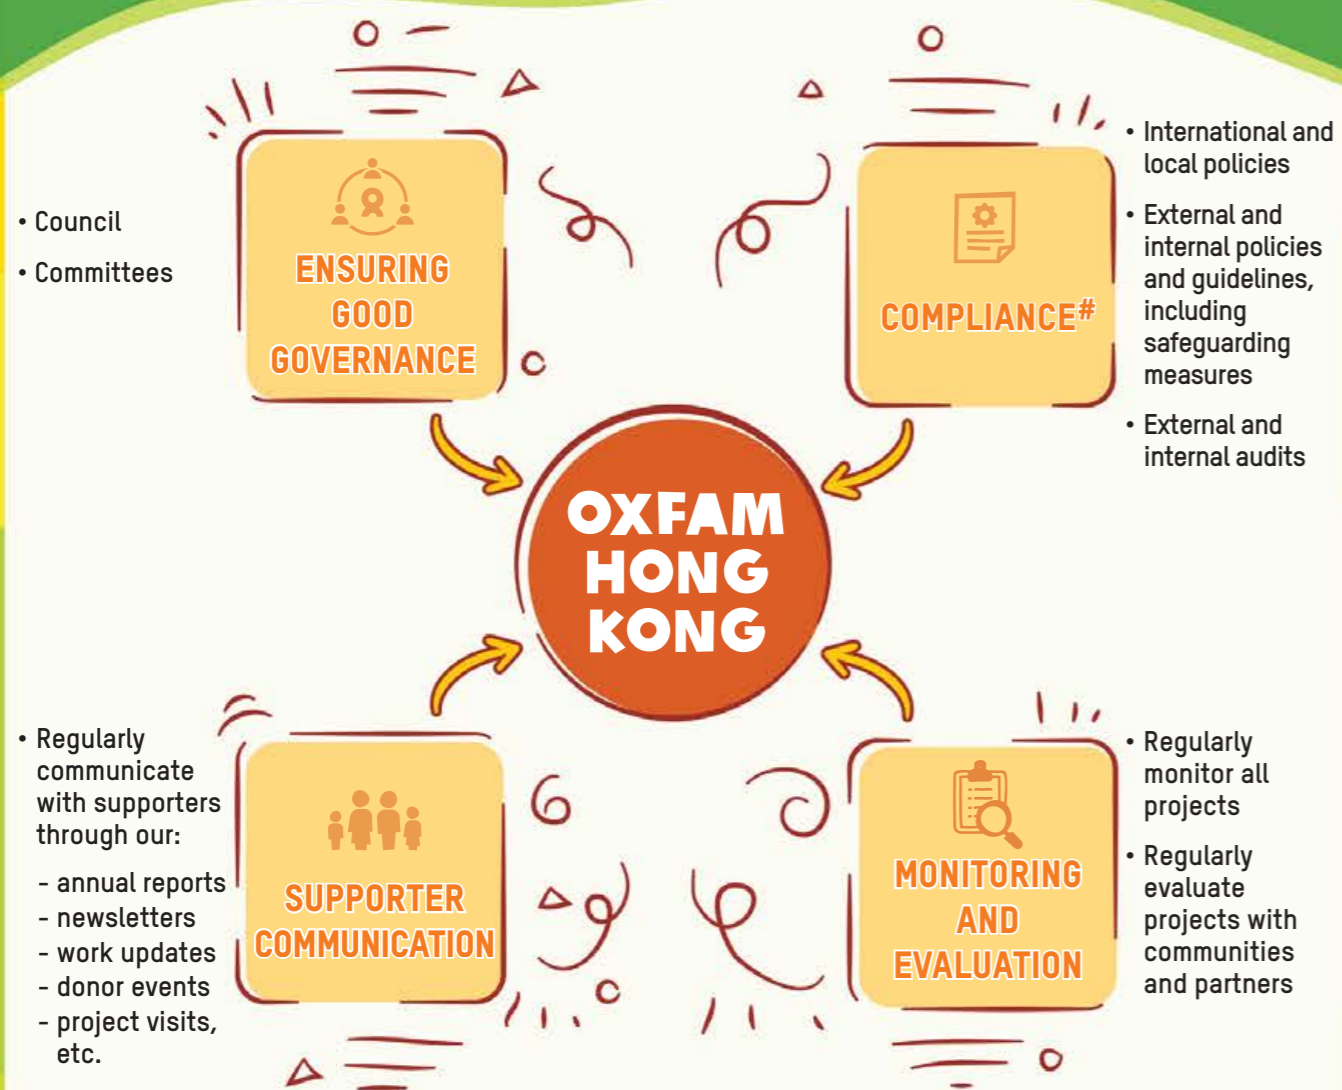 • Council
• Committees
ENSURING
GOOD
GOVERNANCE
COMPLIANCE#
• International and
local policies
• External and
internal policies
and guidelines,
including
safeguarding
measures
• External and
internal audits
OXFAM
HONG
KONG
• Regularly
communicate
with supporters
through our:
- annual reports
- newsletters
- work updates
- donor events
- project visits,
etc.
SUPPORTER
COMMUNICATION
MONITORING
AND
EVALUATION
• Regularly
monitor all
projects
• Regularly
evaluate
projects with
communities
and partners